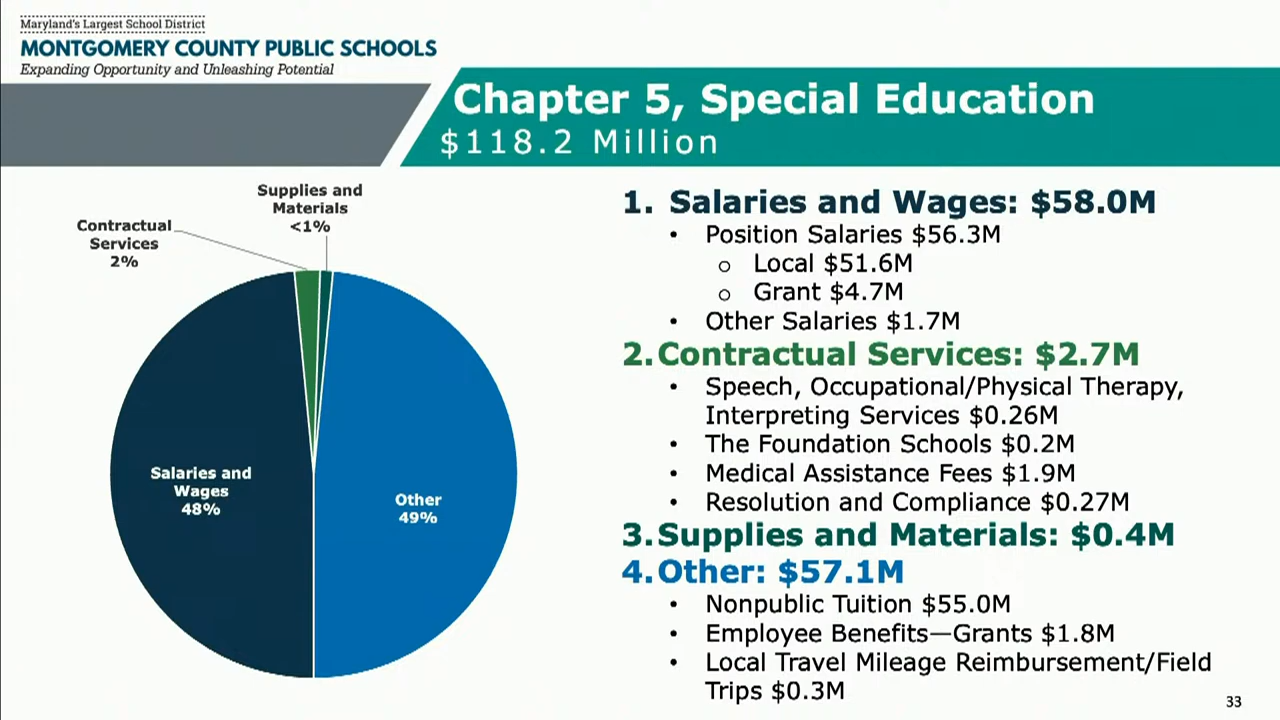 Maryland's Largest School District
MONTGOMERY COUNTY PUBLIC SCHOOLS
Expanding Opportunity and Unleashing Potential
Chapter 5, Special Education
$118.2 Million
Supplies and
Materials
<1%
Contractual
Services
2%
Salaries and
Wages
48%
Other
49%
1. Salaries and Wages: $58.0M
• Position Salaries $56.3M
o Local $51.6M
o Grant $4.7M
• Other Salaries $1.7M
2. Contractual Services: $2.7M
• Speech, Occupational/Physical Therapy,
Interpreting Services $0.26M
• The Foundation Schools $0.2M
• Medical Assistance Fees $1.9M
• Resolution and Compliance $0.27M
3. Supplies and Materials: $0.4M
4. Other: $57.1M
• Nonpublic Tuition $55.0M
• Employee Benefits—Grants $1.8M
• Local Travel Mileage Reimbursement/Field
Trips $0.3M
33